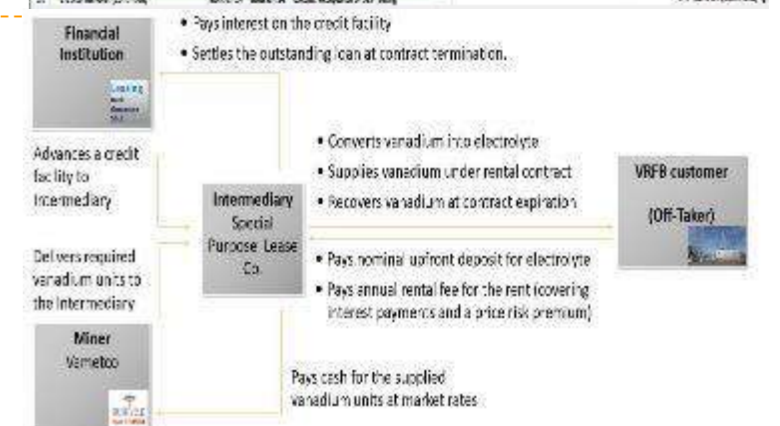 Financial
Institution
• Pays interest on the credit facility
• Settles the outstanding loan at contract termination.
Advances a credit
facility to
Intermediary
• Converts vanadium into electrolyte
• Supplies vanadium under rental contract
• Recovers vanadium at contract expiration
Intermediary
Special
Purpose Lease
Co.
VRFB customer
(Off-Taker)
Delivers required
vanadium units to
the Intermediary
• Pays nominal upfront deposit for electrolyte
• Pays annual rental fee for the rent (covering
interest payments and a price risk premium)
Miner
Vametco
Pays cash for the supplied
vanadium units at market rates